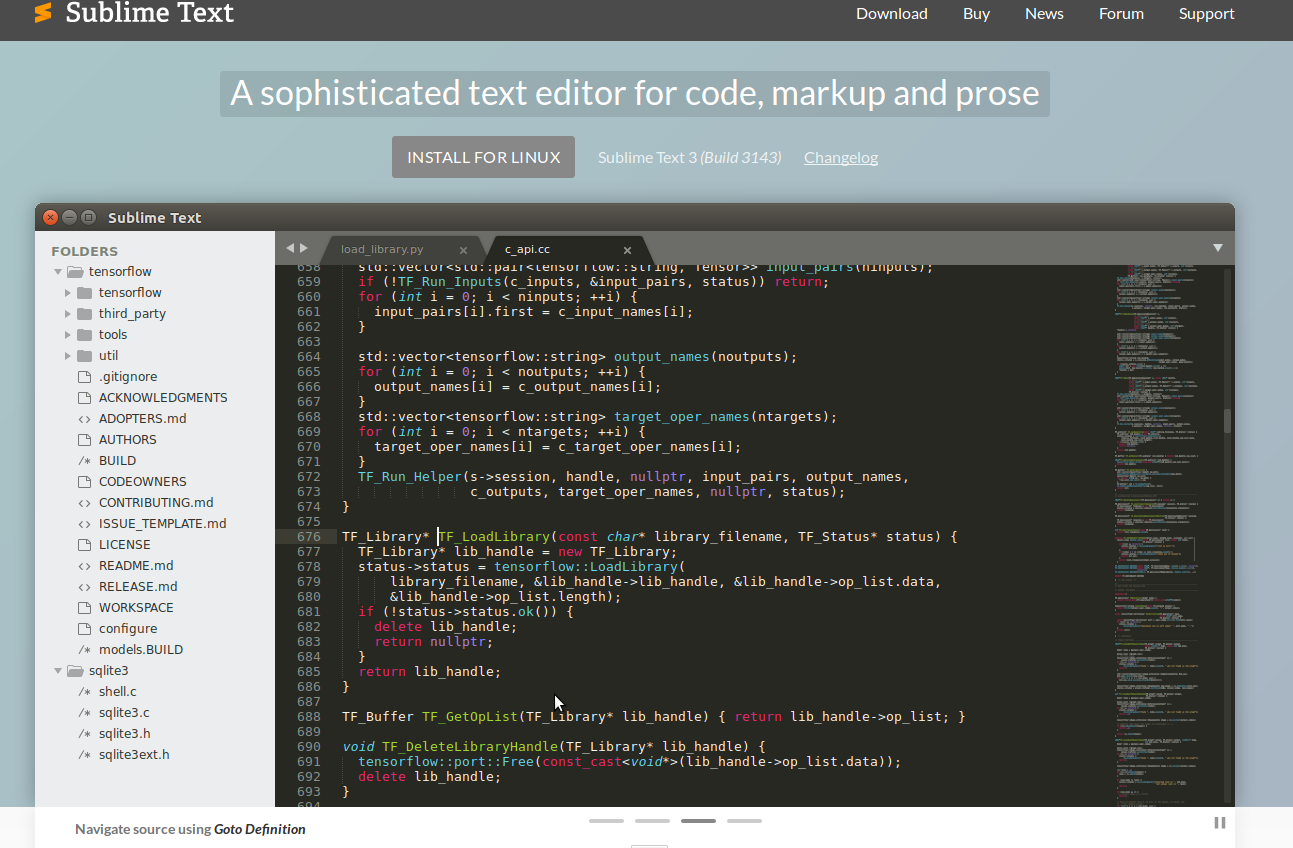 Sublime Text
Download Buy News Forum Support
A sophisticated text editor for code, markup and prose
INSTALL FOR LINUX Sublime Text 3 (Build 3143) Changelog
Sublime Text
FOLDERS
tensorflow
tensorflow
third_party
tools
util
.gitignore
ACKNOWLEDGMENTS
ADOPTERS.md
AUTHORS
BUILD
CODEOWNERS
CONTRIBUTING.md
ISSUE_TEMPLATE.md
LICENSE
README.md
RELEASE.md
WORKSPACE
configure
models.BUILD
sqlite3
shell.c
sqlite3.c
sqlite3.h
sqlite3ext.h
load_library.py c_api.cc
658 std::vector<std::pair<tensorflow::string, Tensor>> input_pairs(ninputs);
659 if (!TF_Run_Inputs(c_inputs, &input_pairs, status)) return;
660 for (int i = 0; i < ninputs; ++i) {
661 input_pairs[i].first = c_input_names[i];
662 }
663
664 std::vector<tensorflow::string> output_names(noutputs);
665 for (int i = 0; i < noutputs; ++i) {
666 output_names[i] = c_output_names[i];
667 }
668 std::vector<tensorflow::string> target_oper_names(ntargets);
669 for (int i = 0; i < ntargets; ++i) {
670 target_oper_names[i] = c_target_oper_names[i];
671 }
672 TF_Run_Helper(s->session, handle, nullptr, input_pairs, output_names,
673 c_outputs, target_oper_names, nullptr, status);
674 }
675
676 TF_Library* TF_LoadLibrary(const char* library_filename, TF_Status* status) {
677 TF_Library* lib_handle = new TF_Library;
678 status->status = tensorflow::LoadLibrary(
679 library_filename, &lib_handle->lib_handle, &lib_handle->op_list.data,
680 &lib_handle->op_list.length);
681 if (!status->status.ok()) {
682 delete lib_handle;
683 return nullptr;
684 }
685 return lib_handle;
686 }
687
688 TF_Buffer TF_GetOpList(TF_Library* lib_handle) { return lib_handle->op_list; }
689
690 void TF_DeleteLibraryHandle(TF_Library* lib_handle) {
691 tensorflow::port::Free(const_cast<void*>(lib_handle->op_list.data));
692 delete lib_handle;
693 }
694
Navigate source using Goto Definition